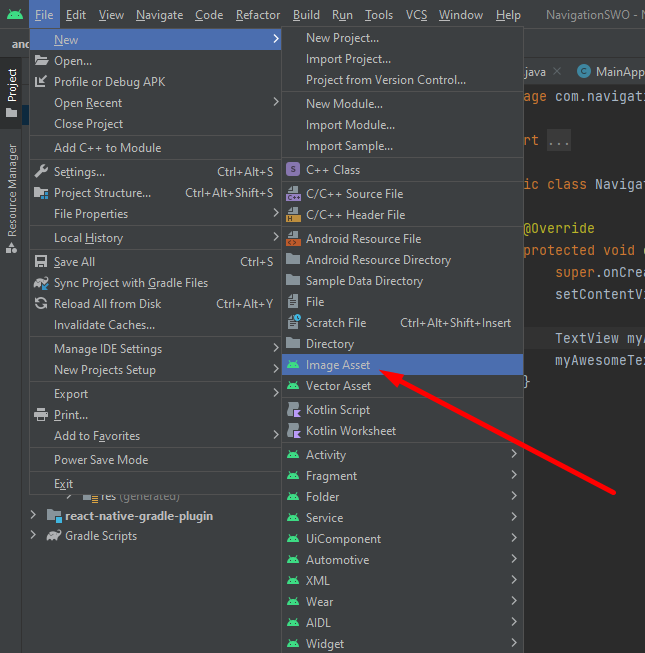 File Edit View Navigate Code Refactor Build Run Tools VCS Window Help NavigationSWO - N
and
Project
Resource Manager
New
Open...
Profile or Debug APK
Open Recent
Close Project
Add C++ to Module
Settings... Ctrl+Alt+S
Project Structure... Ctrl+Alt+Shift+S
File Properties
Local History
Save All Ctrl+S
Sync Project with Gradle Files
Reload All from Disk Ctrl+Alt+Y
Invalidate Caches...
Manage IDE Settings
New Projects Setup
Export
Print...
Add to Favorites
Power Save Mode
Exit
res (generated)
react-native-gradle-plugin
Gradle Scripts
New Project...
Import Project...
Project from Version Control...
New Module...
Import Module...
Import Sample...
C++ Class
C/C++ Source File
C/C++ Header File
Android Resource File
Android Resource Directory
Sample Data Directory
File
Scratch File Ctrl+Alt+Shift+Insert
Directory
Image Asset
Vector Asset
Kotlin Script
Kotlin Worksheet
Activity
Fragment
Folder
Service
UiComponent
Automotive
XML
Wear
AIDL
Widget
java MainApp
age com.navigati
rt ...
ic class Navigat
@Override
protected void o
super.onCrea
setContentVi
TextView myA
myAwesomeTex
}